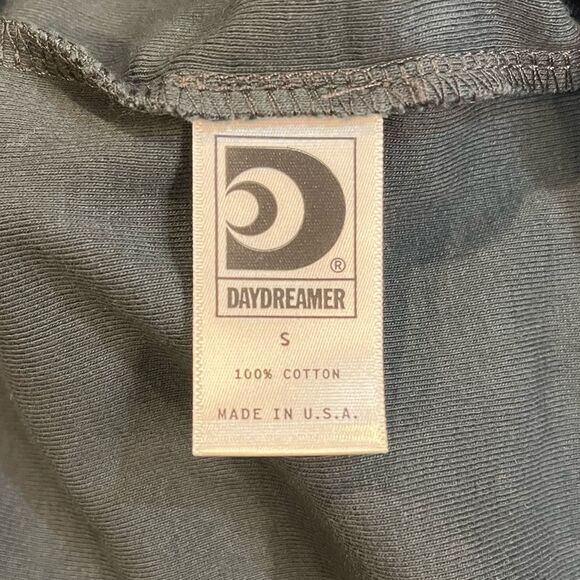 D
®
DAYDREAMER
S
100% COTTON
MADE IN U.S.A.